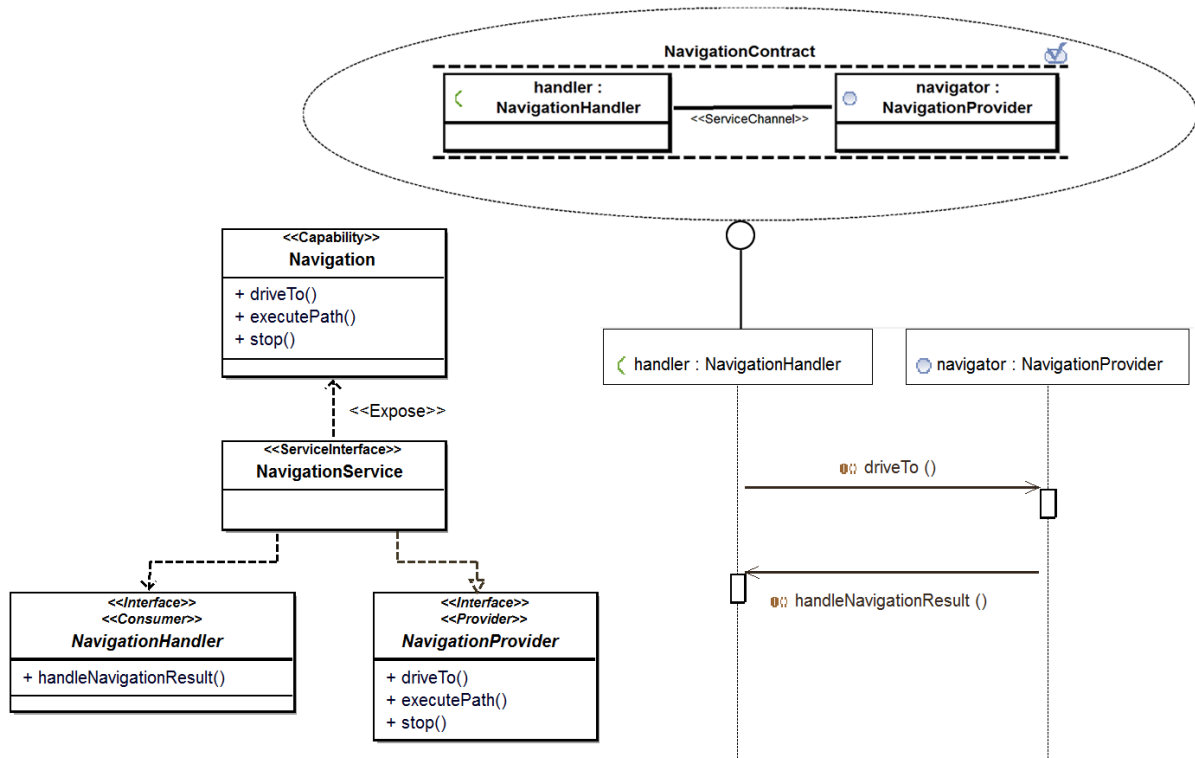 NavigationContract
handler :
NavigationHandler
<<ServiceChannel>>
navigator :
NavigationProvider
<<Capability>>
Navigation
+ driveTo()
+ executePath()
+ stop()
<<Expose>>
<<ServiceInterface>>
NavigationService
<<Interface>>
<<Consumer>>
NavigationHandler
+ handleNavigationResult()
<<Interface>>
<<Provider>>
NavigationProvider
+ driveTo()
+ executePath()
+ stop()
handler : NavigationHandler
navigator : NavigationProvider
driveTo ()
handleNavigationResult ()